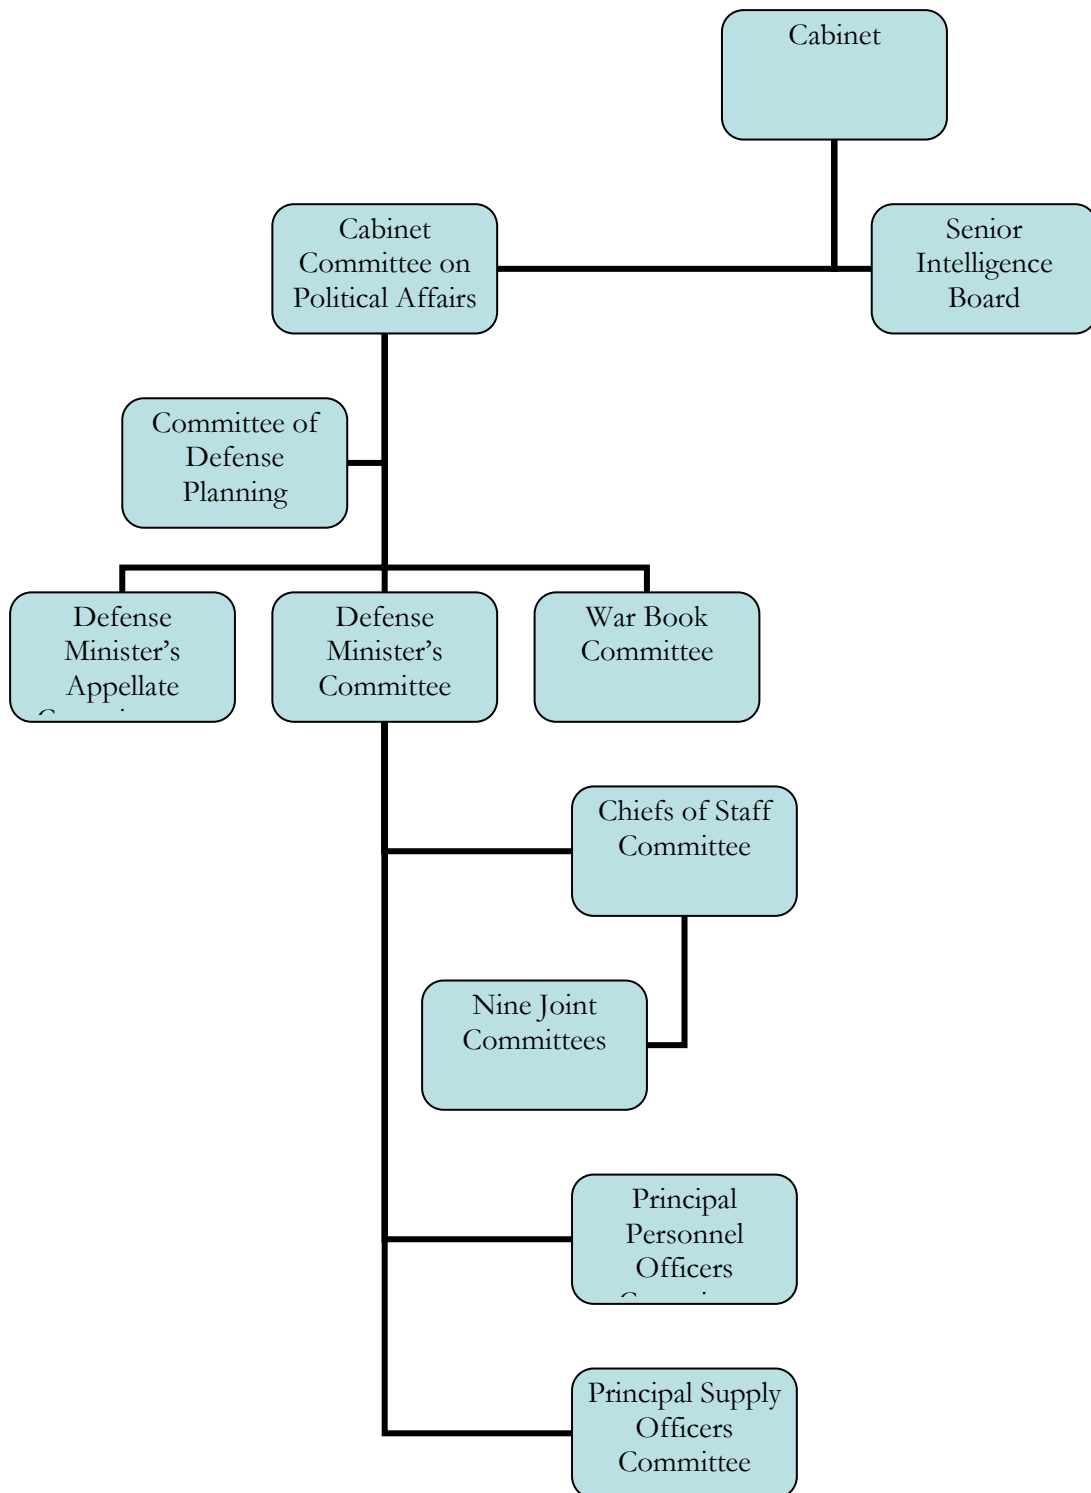 Cabinet
Cabinet
Committee on
Political Affairs
Senior
Intelligence
Board
Committee of
Defense
Planning
Defense
Minister’s
Appellate
Defense
Minister’s
Committee
War Book
Committee
Chiefs of Staff
Committee
Nine Joint
Committees
Principal
Personnel
Officers
Principal Supply
Officers
Committee